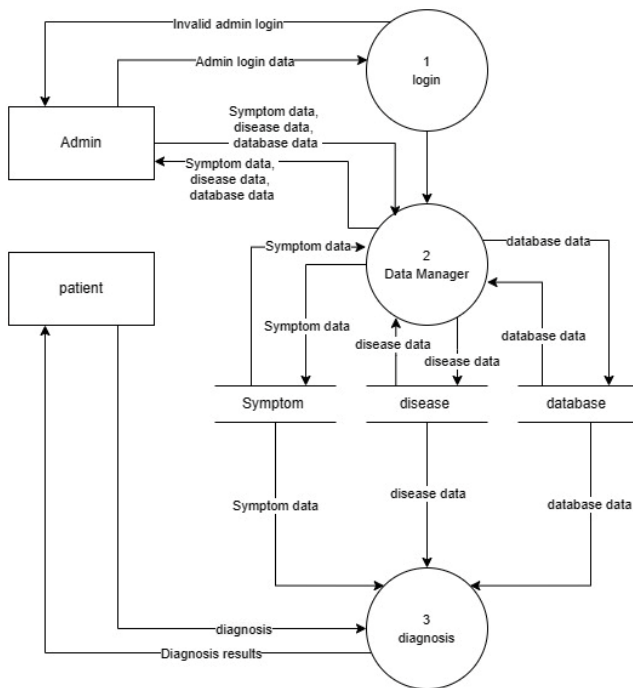 Invalid admin login
Admin login data
1
login
Admin
Symptom data,
disease data,
database data
Symptom data,
disease data,
database data
Symptom data
2
Data Manager
database data
patient
Symptom data
disease data
disease data
database data
Symptom
disease
database
Symptom data
disease data
database data
diagnosis
3
diagnosis
Diagnosis results